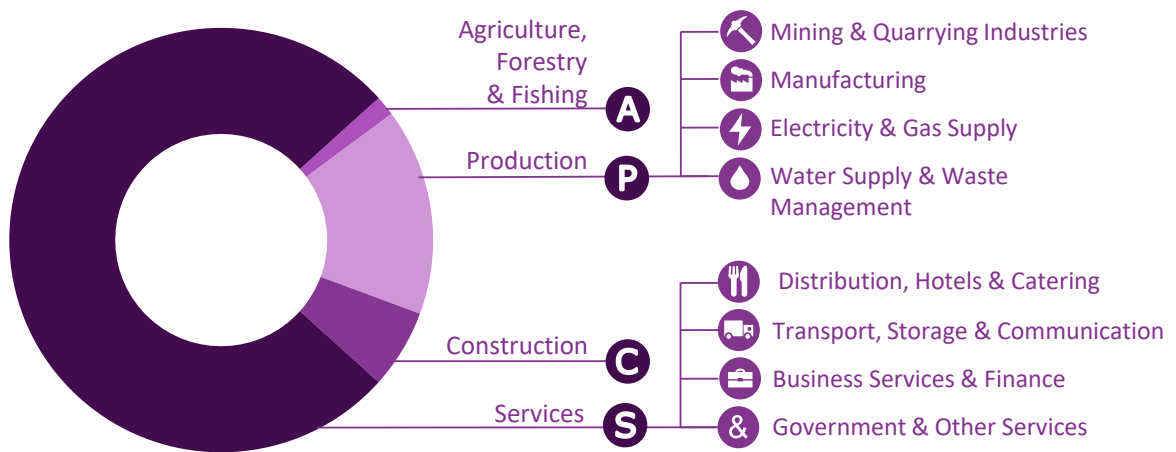 Agriculture,
Forestry
& Fishing
A
Production
P
Mining & Quarrying Industries
Manufacturing
Electricity & Gas Supply
Water Supply & Waste
Management
Construction
C
Services
S
Distribution, Hotels & Catering
Transport, Storage & Communication
Business Services & Finance
& Government & Other Services